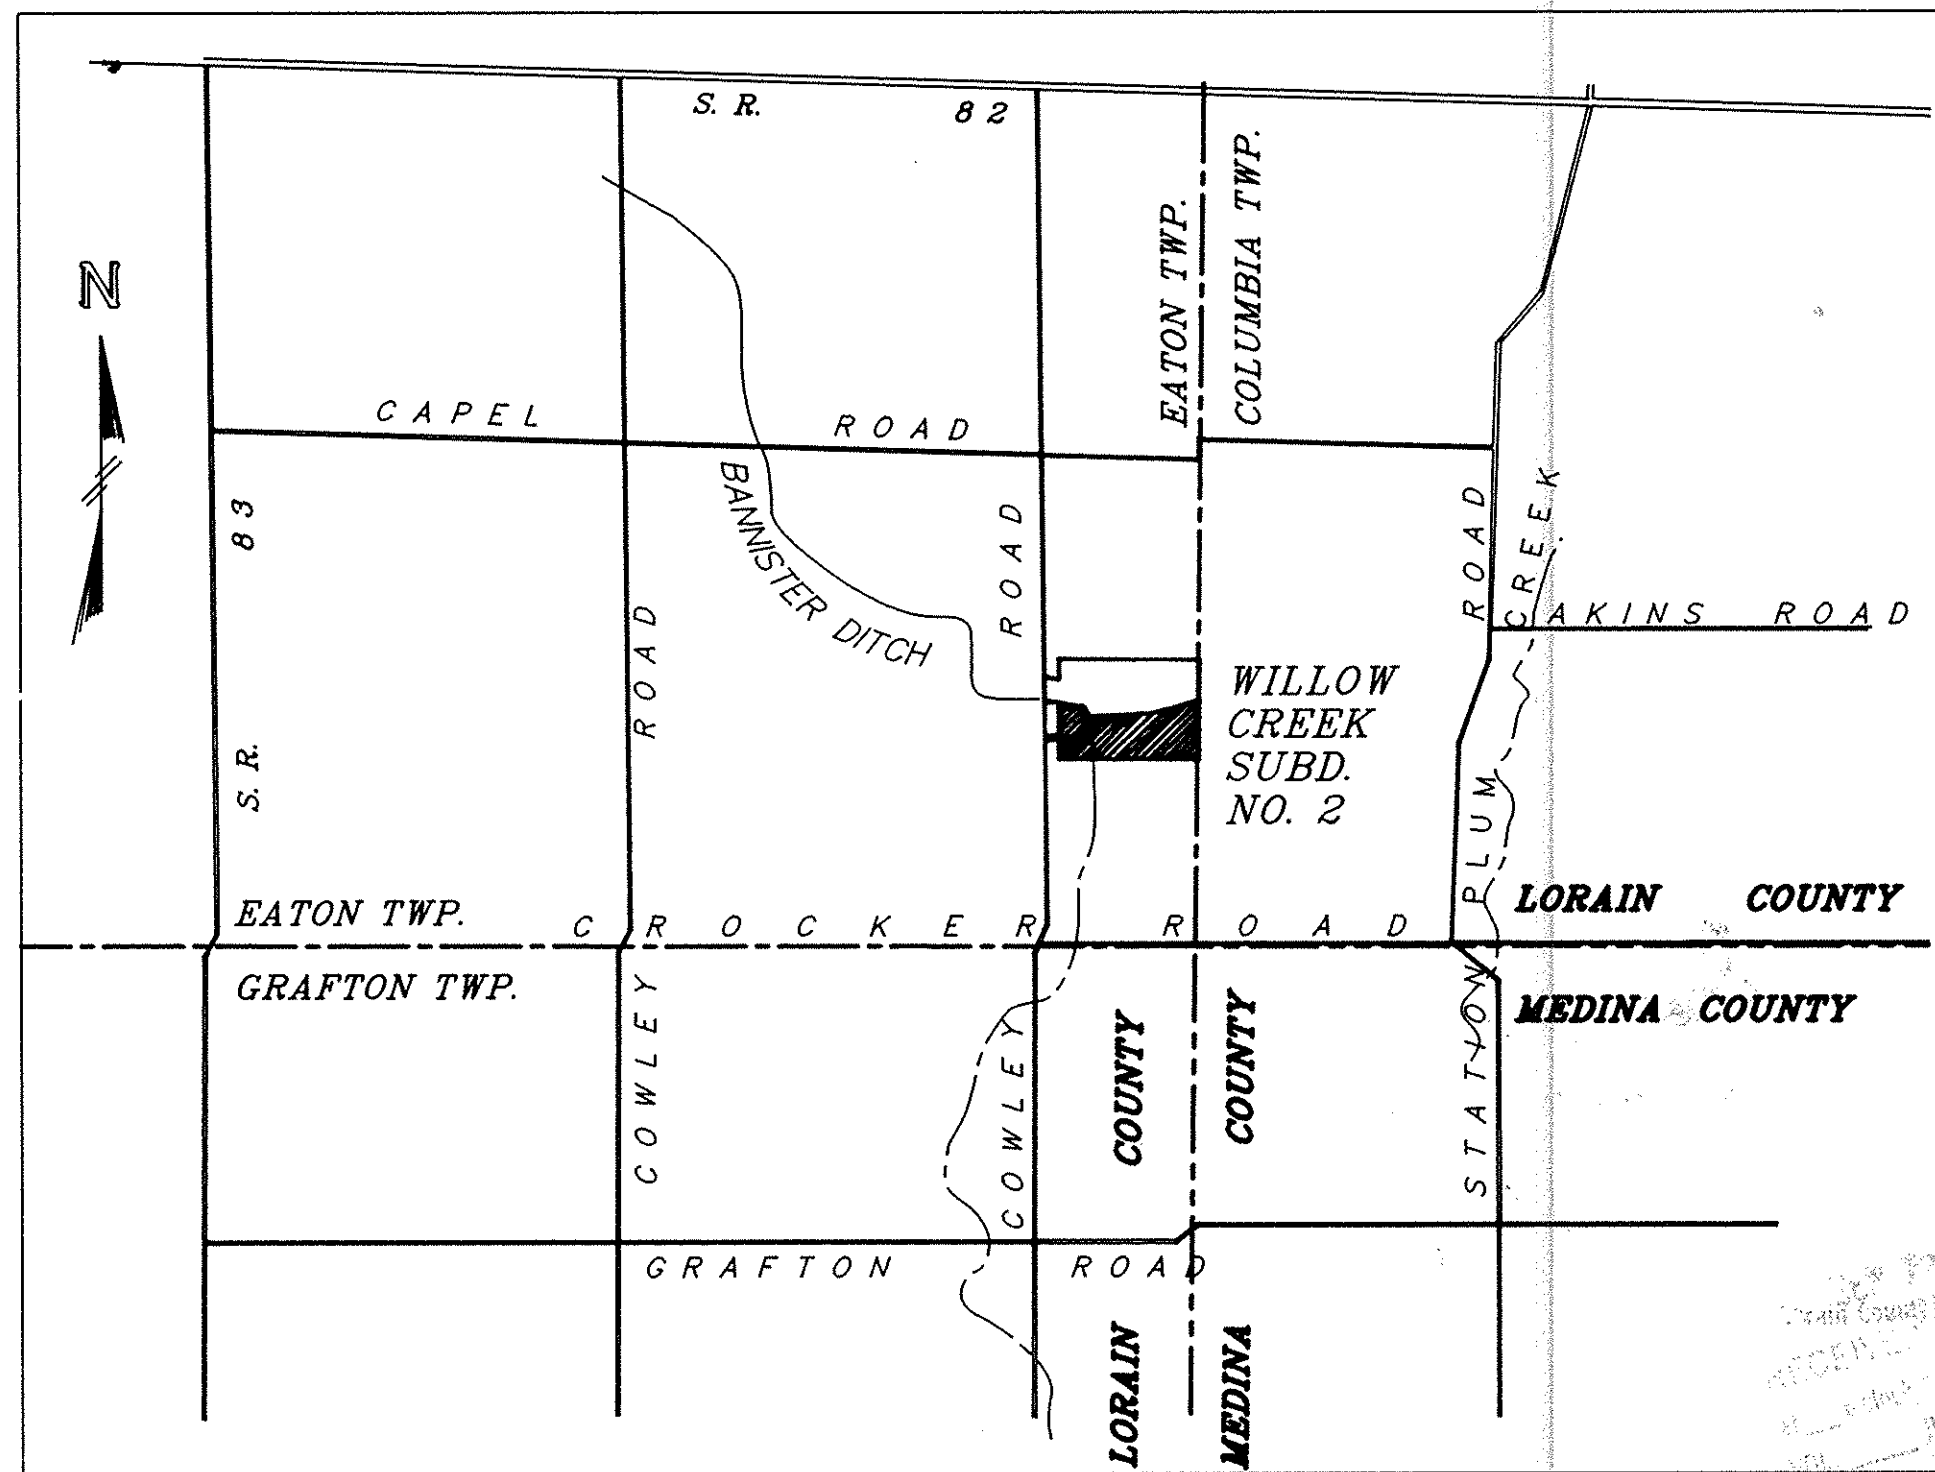 S. R. 82
N
EATON TWP.
COLUMBIA TWP.
CAPEL ROAD
S. R. 83
BANNISTER DITCH
ROAD
ROAD
ROAD
PLUM CREEK
AKINS ROAD
WILLOW
CREEK
SUBD.
NO. 2
EATON TWP.
CROCKER ROAD
LORAIN COUNTY
GRAFTON TWP.
MEDINA COUNTY
COWLEY
COWLEY
STATION
LORAIN COUNTY
MEDINA COUNTY
GRAFTON ROAD